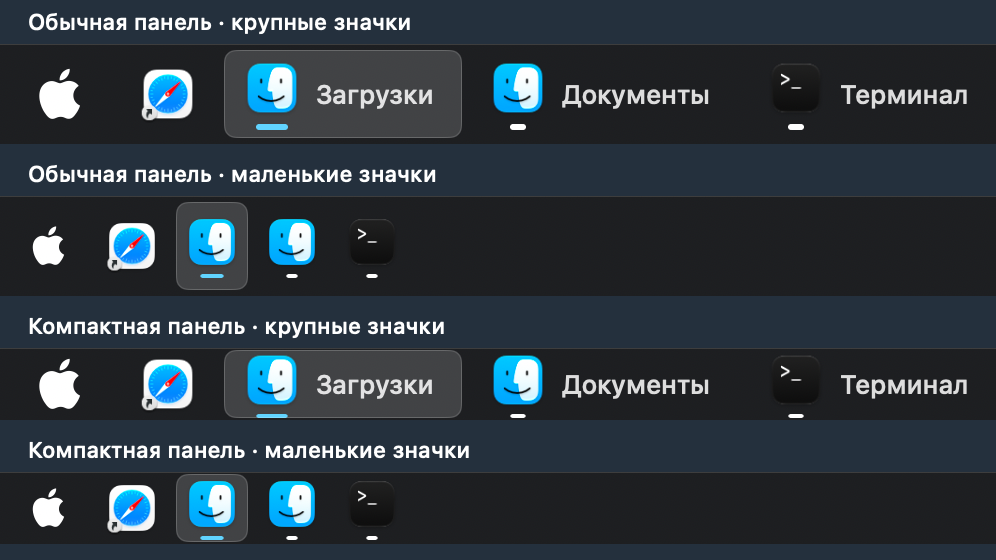 Обычная панель · крупные значки
Загрузки Документы Терминал
Обычная панель · маленькие значки
Компактная панель · крупные значки
Загрузки Документы Терминал
Компактная панель · маленькие значки